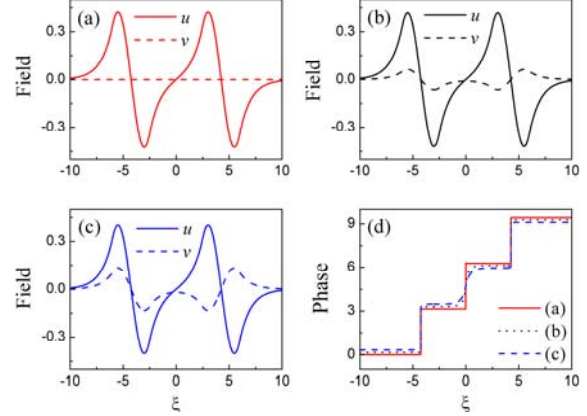 (a)
u
v
Field
0.3
0.0
-0.3
-10 -5 0 5 10
(b)
u
v
Field
0.3
0.0
-0.3
-10 -5 0 5 10
(c)
u
v
Field
0.3
0.0
-0.3
-10 -5 0 5 10
ξ
(d)
Phase
9
6
3
0
(a)
(b)
(c)
-10 -5 0 5 10
ξ